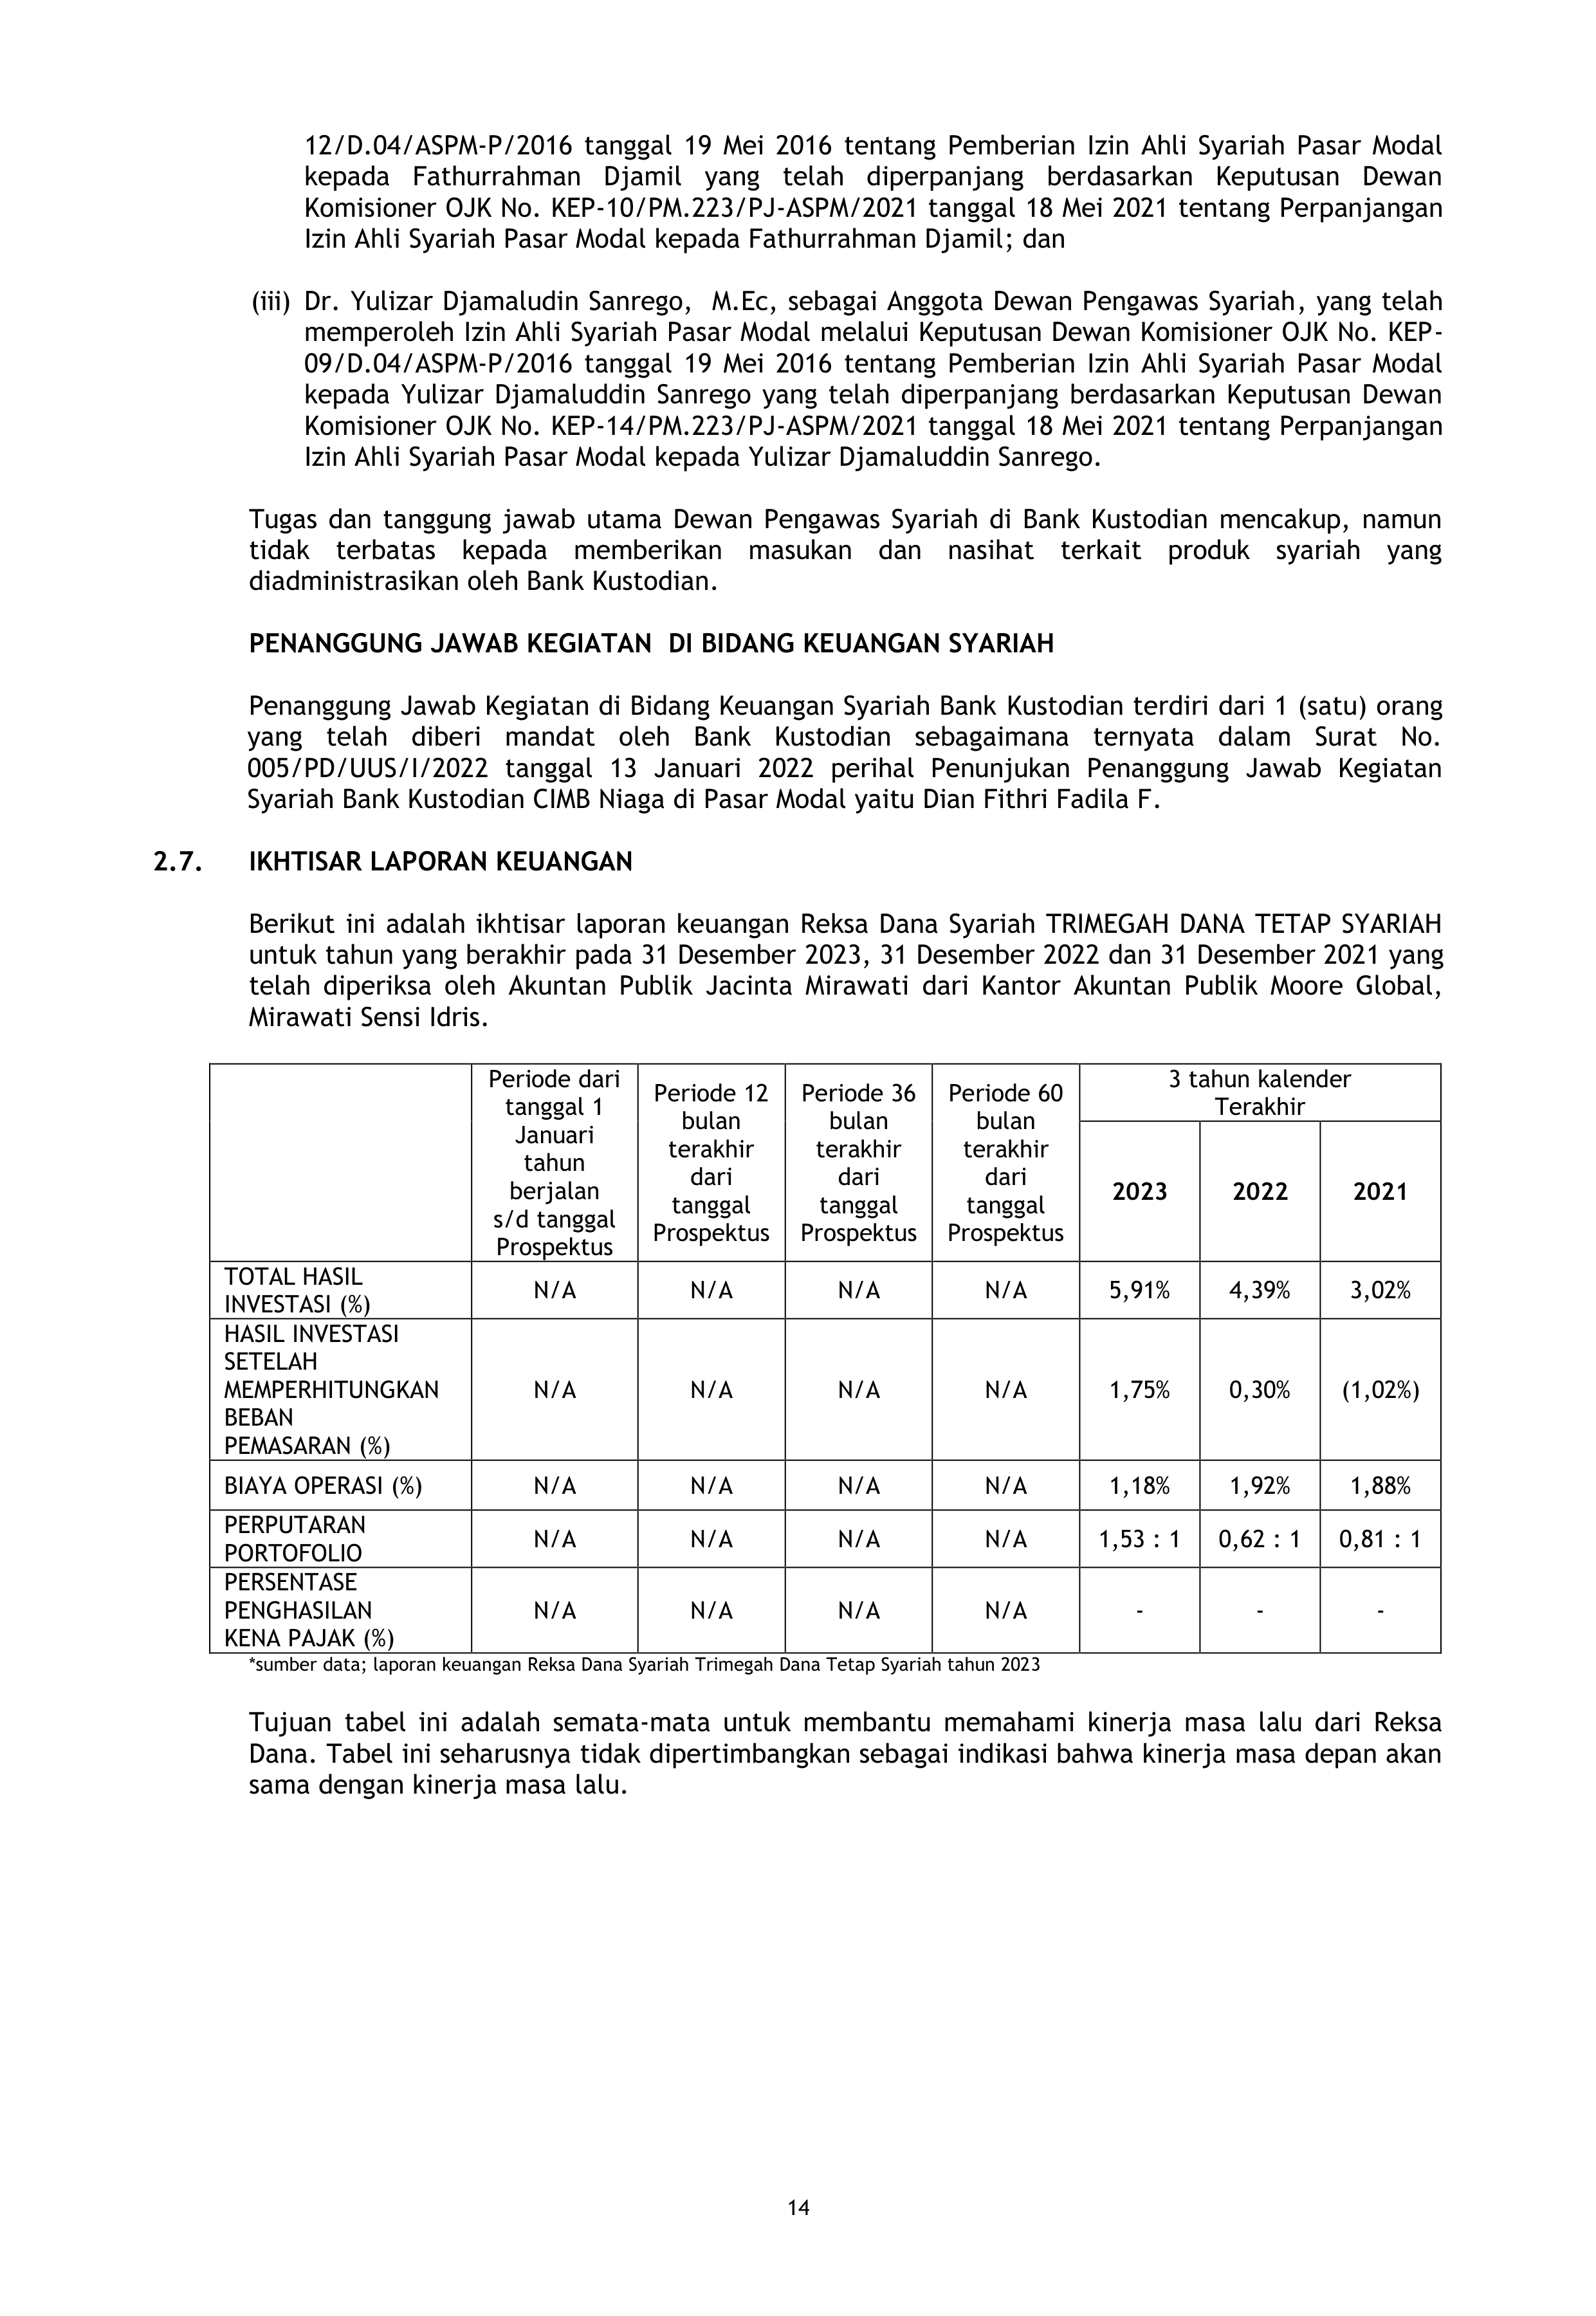 12/D.04/ASPM-P/2016 tanggal 19 Mei 2016 tentang Pemberian Izin Ahli Syariah Pasar Modal
kepada Fathurrahman Djamil yang telah diperpanjang berdasarkan Keputusan Dewan
Komisioner OJK No. KEP-10/PM.223/PJ-ASPM/2021 tanggal 18 Mei 2021 tentang Perpanjangan
Izin Ahli Syariah Pasar Modal kepada Fathurrahman Djamil; dan
(iii) Dr. Yulizar Djamaludin Sanrego, M.Ec, sebagai Anggota Dewan Pengawas Syariah, yang telah
memperoleh Izin Ahli Syariah Pasar Modal melalui Keputusan Dewan Komisioner OJK No. KEP-
09/D.04/ASPM-P/2016 tanggal 19 Mei 2016 tentang Pemberian Izin Ahli Syariah Pasar Modal
kepada Yulizar Djamaluddin Sanrego yang telah diperpanjang berdasarkan Keputusan Dewan
Komisioner OJK No. KEP-14/PM.223/PJ-ASPM/2021 tanggal 18 Mei 2021 tentang Perpanjangan
Izin Ahli Syariah Pasar Modal kepada Yulizar Djamaluddin Sanrego.
Tugas dan tanggung jawab utama Dewan Pengawas Syariah di Bank Kustodian mencakup, namun
tidak terbatas kepada memberikan masukan dan nasihat terkait produk syariah yang
diadministrasikan oleh Bank Kustodian.
PENANGGUNG JAWAB KEGIATAN DI BIDANG KEUANGAN SYARIAH
Penanggung Jawab Kegiatan di Bidang Keuangan Syariah Bank Kustodian terdiri dari 1 (satu) orang
yang telah diberi mandat oleh Bank Kustodian sebagaimana ternyata dalam Surat No.
005/PD/UUS/I/2022 tanggal 13 Januari 2022 perihal Penunjukan Penanggung Jawab Kegiatan
Syariah Bank Kustodian CIMB Niaga di Pasar Modal yaitu Dian Fithri Fadila F.
2.7. IKHTISAR LAPORAN KEUANGAN
Berikut ini adalah ikhtisar laporan keuangan Reksa Dana Syariah TRIMEGAH DANA TETAP SYARIAH
untuk tahun yang berakhir pada 31 Desember 2023, 31 Desember 2022 dan 31 Desember 2021 yang
telah diperiksa oleh Akuntan Publik Jacinta Mirawati dari Kantor Akuntan Publik Moore Global,
Mirawati Sensi Idris.
Periode dari
tanggal 1
Januari
tahun
berjalan
s/d tanggal
Prospektus
Periode 12
bulan
terakhir
dari
tanggal
Prospektus
Periode 36
bulan
terakhir
dari
tanggal
Prospektus
Periode 60
bulan
terakhir
dari
tanggal
Prospektus
3 tahun kalender
Terakhir
2023 2022 2021
TOTAL HASIL
INVESTASI (%)
N/A N/A N/A N/A 5,91% 4,39% 3,02%
HASIL INVESTASI
SETELAH
MEMPERHITUNGKAN
BEBAN
PEMASARAN (%)
N/A N/A N/A N/A 1,75% 0,30% (1,02%)
BIAYA OPERASI (%) N/A N/A N/A N/A 1,18% 1,92% 1,88%
PERPUTARAN
PORTOFOLIO
N/A N/A N/A N/A 1,53 : 1 0,62 : 1 0,81 : 1
PERSENTASE
PENGHASILAN
KENA PAJAK (%)
N/A N/A N/A N/A - - -
*sumber data; laporan keuangan Reksa Dana Syariah Trimegah Dana Tetap Syariah tahun 2023
Tujuan tabel ini adalah semata-mata untuk membantu memahami kinerja masa lalu dari Reksa
Dana. Tabel ini seharusnya tidak dipertimbangkan sebagai indikasi bahwa kinerja masa depan akan
sama dengan kinerja masa lalu.
14